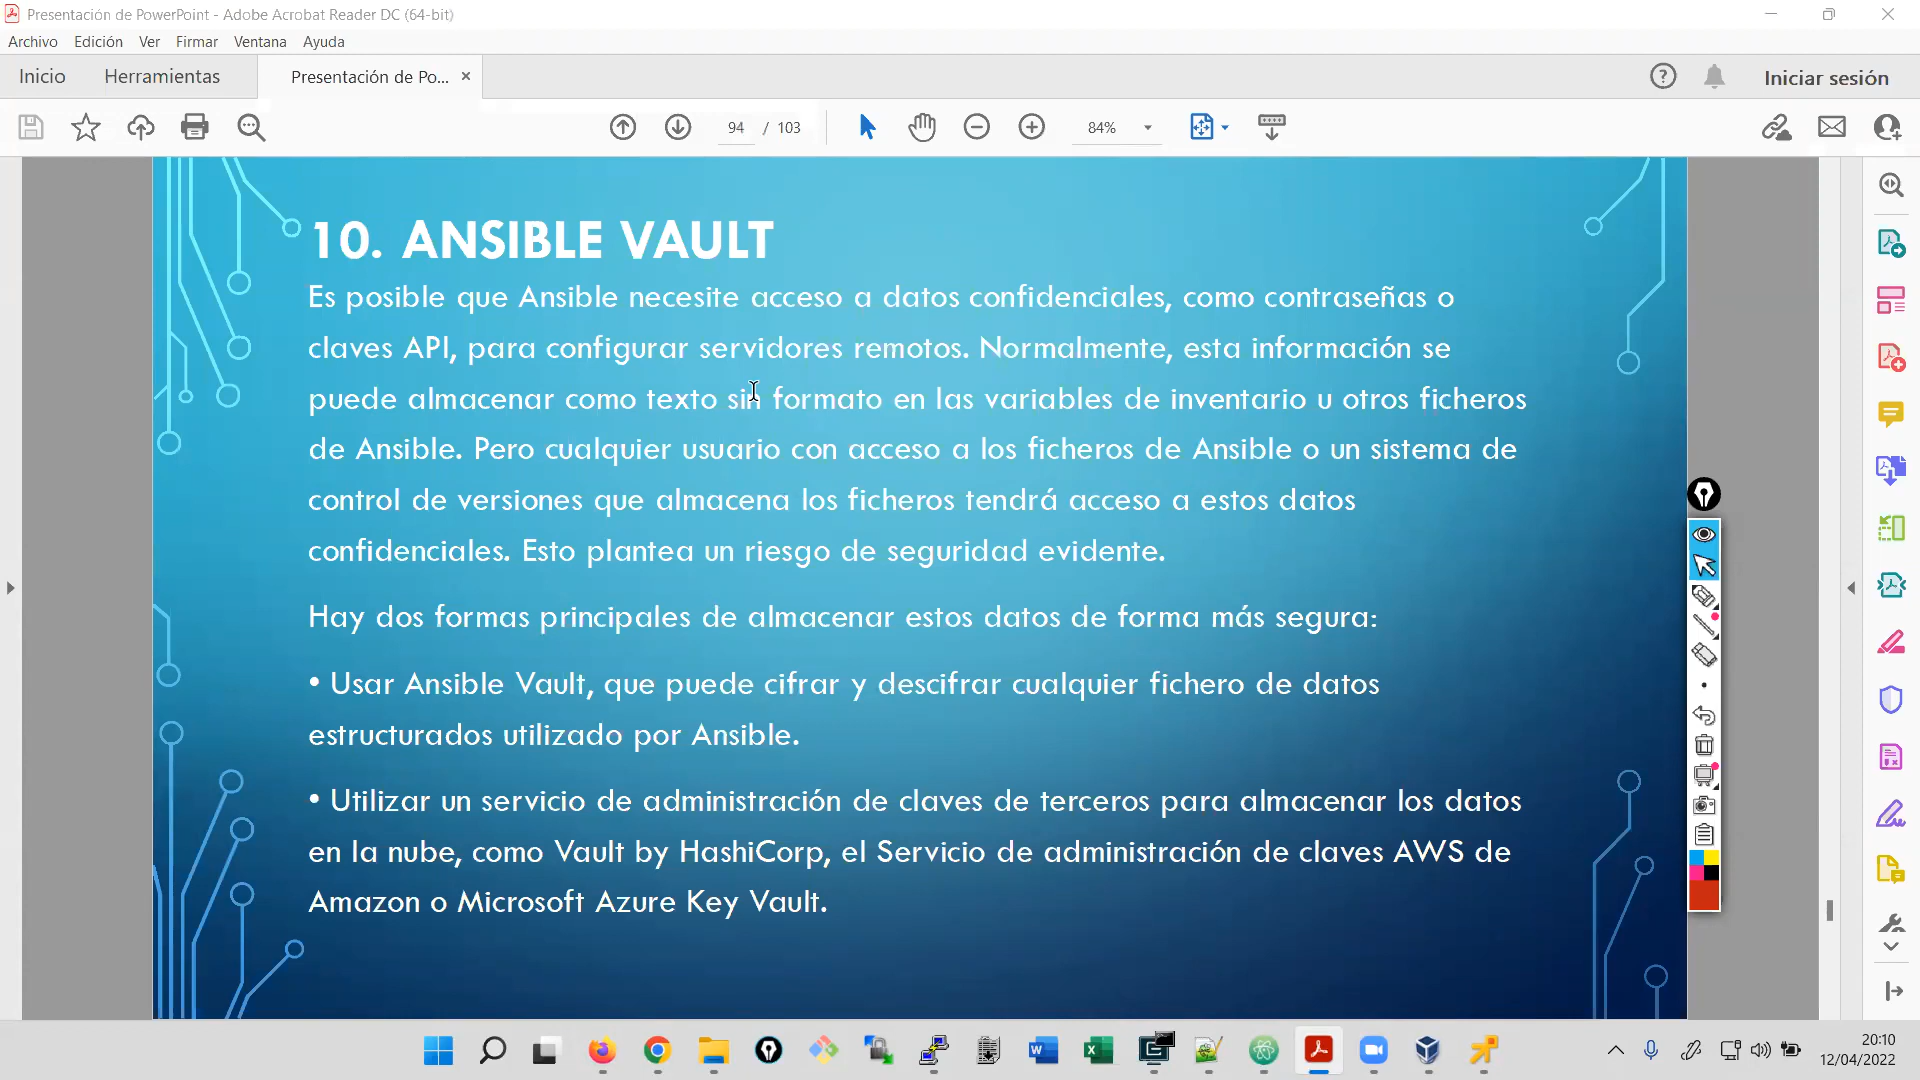 Presentación de PowerPoint - Adobe Acrobat Reader DC (64-bit)
Archivo Edición Ver Firmar Ventana Ayuda
Inicio Herramientas Presentación de Po... Iniciar sesión
94 / 103 84%
10. ANSIBLE VAULT
Es posible que Ansible necesite acceso a datos confidenciales, como contraseñas o
claves API, para configurar servidores remotos. Normalmente, esta información se
puede almacenar como texto sin formato en las variables de inventario u otros ficheros
de Ansible. Pero cualquier usuario con acceso a los ficheros de Ansible o un sistema de
control de versiones que almacena los ficheros tendrá acceso a estos datos
confidenciales. Esto plantea un riesgo de seguridad evidente.
Hay dos formas principales de almacenar estos datos de forma más segura:
• Usar Ansible Vault, que puede cifrar y descifrar cualquier fichero de datos
estructurados utilizado por Ansible.
• Utilizar un servicio de administración de claves de terceros para almacenar los datos
en la nube, como Vault by HashiCorp, el Servicio de administración de claves AWS de
Amazon o Microsoft Azure Key Vault.
20:10
12/04/2022